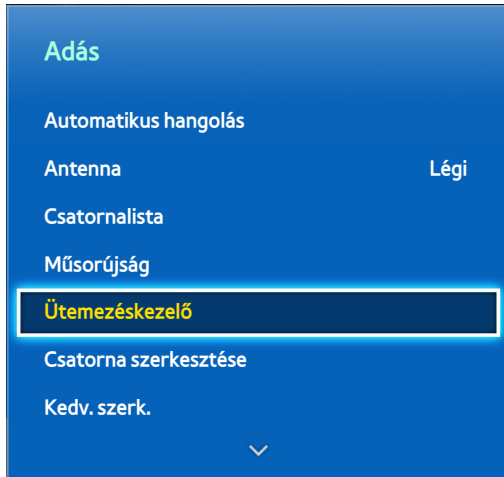 Adás
Automatikus hangolás
Antenna Légi
Csatornalista
Műsorújság
Ütemezéskezelő
Csatorna szerkesztése
Kedv. szerk.